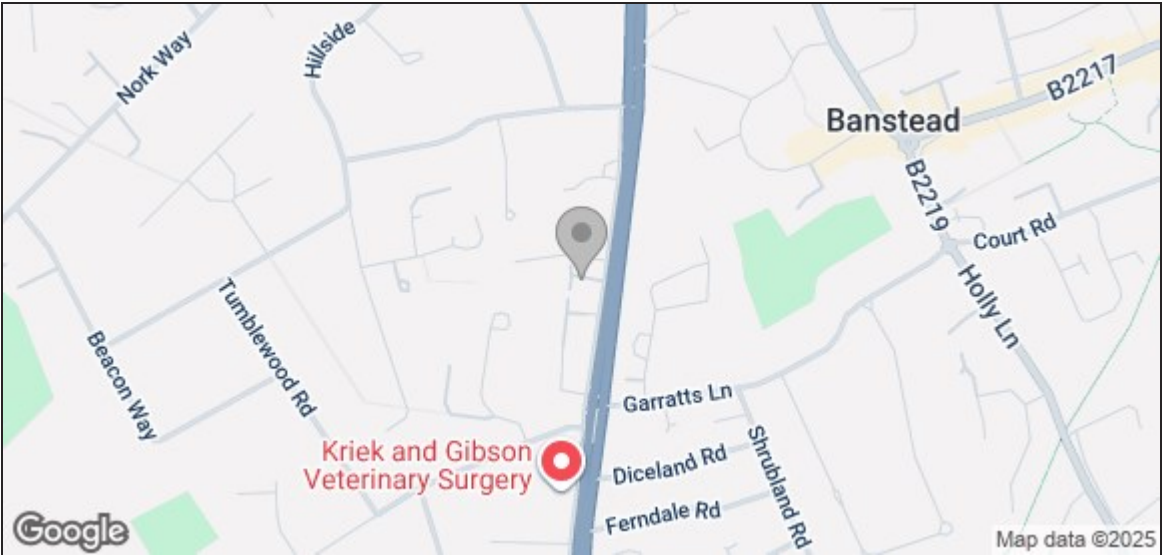 Nork Way
Hillside
B2217
Banstead
B2219
Court Rd
Holly Ln
Tumblewood Rd
Beacon Way
Garratts Ln
Kriek and Gibson
Veterinary Surgery
Diceland Rd
Shrubland Rd
Ferndale Rd
Google
Map data ©2025